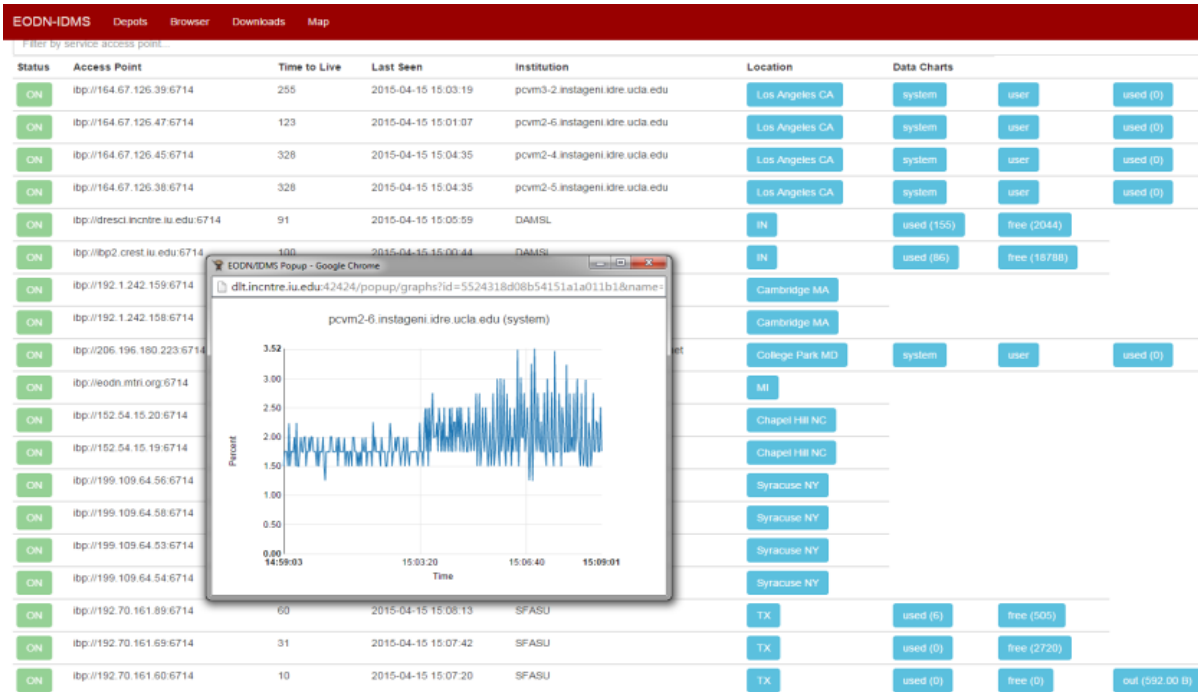 EODN-IDMS Depots Browser Downloads Map
Filter by service access point...
Status Access Point Time to Live Last Seen Institution Location Data Charts
ON ibp://164.67.126.39:6714 255 2015-04-15 15:03:19 pcvm3-2.instageni.idre.ucla.edu Los Angeles CA system user used (0)
ON ibp://164.67.126.47:6714 123 2015-04-15 15:01:07 pcvm2-6.instageni.idre.ucla.edu Los Angeles CA system user used (0)
ON ibp://164.67.126.45:6714 328 2015-04-15 15:04:35 pcvm2-4.instageni.idre.ucla.edu Los Angeles CA system user used (0)
ON ibp://164.67.126.38:6714 328 2015-04-15 15:04:35 pcvm2-5.instageni.idre.ucla.edu Los Angeles CA system user used (0)
ON ibp://dresci.incntre.iu.edu:6714 91 2015-04-15 15:05:59 DAMSL IN used (155) free (2044)
ON ibp://ibp2.crest.iu.edu:6714 100 2015-04-15 15:00:44 DAMSL IN used (86) free (18788)
ON ibp://192.1.242.159:6714 Cambridge MA
ON ibp://192.1.242.158:6714 Cambridge MA
ON ibp://206.196.180.223:6714 et College Park MD system user used (0)
ON ibp://eodn.mtri.org:6714 MI
ON ibp://152.54.15.20:6714 Chapel Hill NC
ON ibp://152.54.15.19:6714 Chapel Hill NC
ON ibp://199.109.64.56:6714 Syracuse NY
ON ibp://199.109.64.58:6714 Syracuse NY
ON ibp://199.109.64.53:6714 Syracuse NY
ON ibp://199.109.64.54:6714 Syracuse NY
ON ibp://192.70.161.89:6714 60 2015-04-15 15:08:13 SFASU TX used (6) free (505)
ON ibp://192.70.161.69:6714 31 2015-04-15 15:07:42 SFASU TX used (0) free (2720)
ON ibp://192.70.161.60:6714 10 2015-04-15 15:07:20 SFASU TX used (0) free (0) out (592.00 B)
EODN/IDMS Popup - Google Chrome
dlt.incntre.iu.edu:42424/popup/graphs?id=5524318d08b54151a1a011b1&name=
pcvm2-6.instageni.idre.ucla.edu (system)
3.52
3.00
2.50
2.00
1.50
1.00
0.50
0.00
Percent
14:59:03 15:03:20 15:06:40 15:09:01
Time